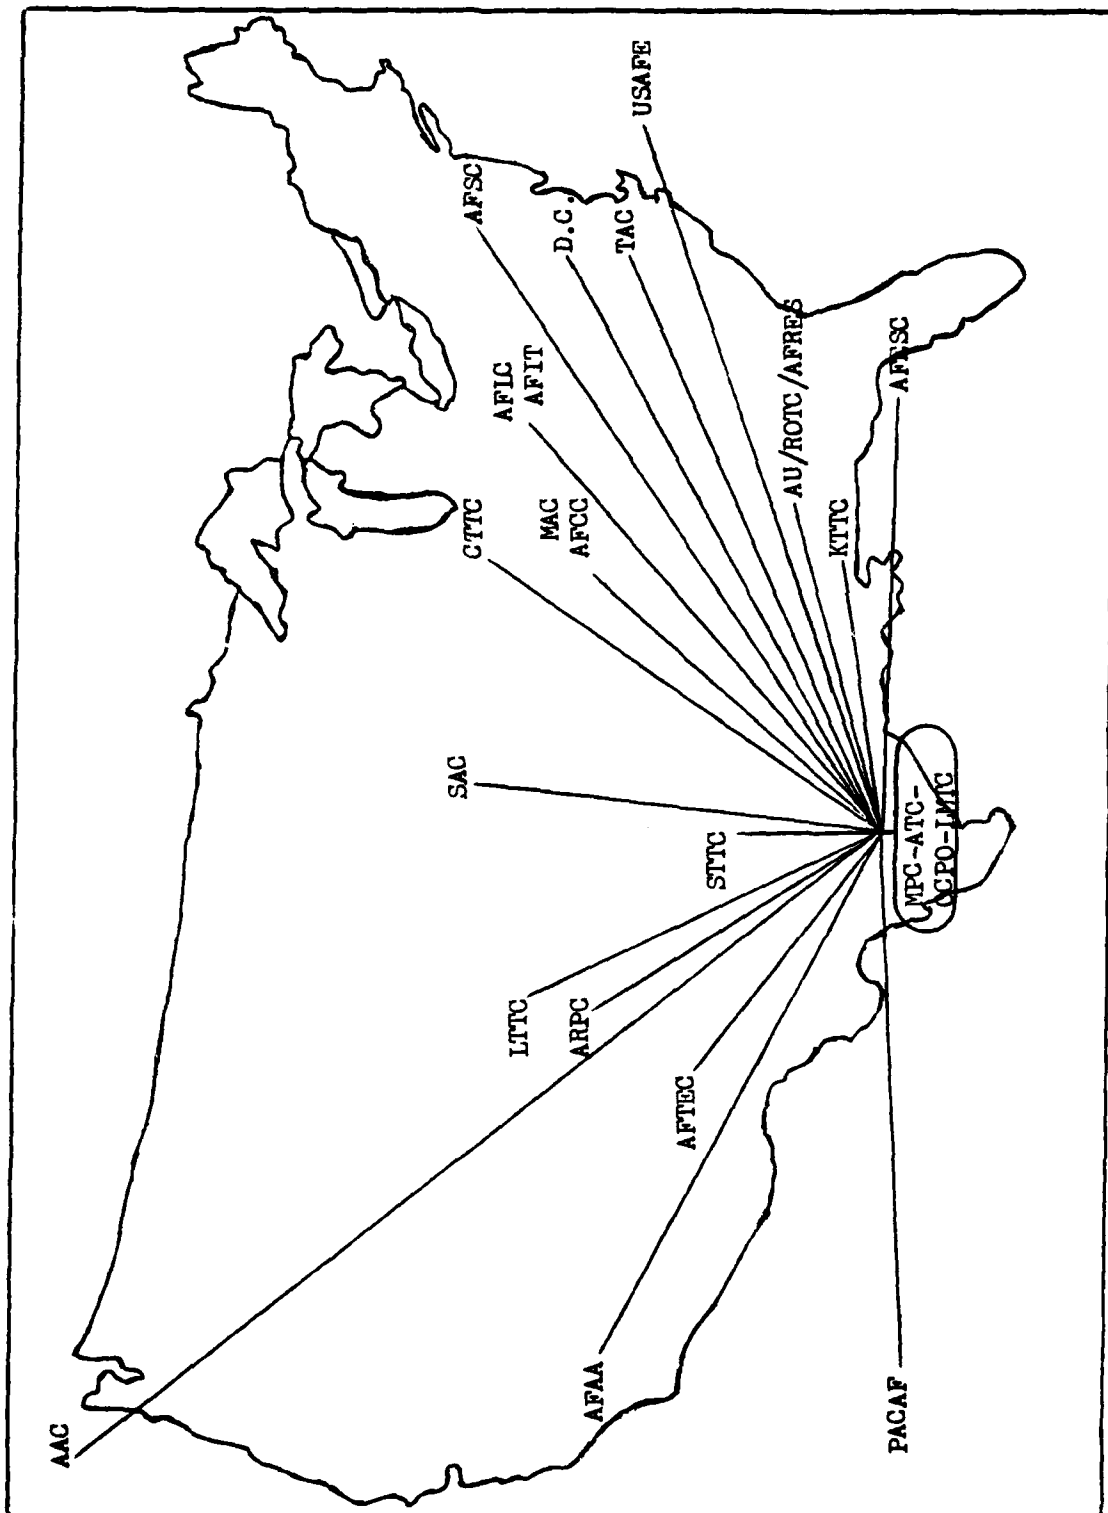 AAC
PACAF
AFAA
AFTEC
ARPC
LTTC
STTC
SAC
MPC-ATC-
OCPO-LMTC
CTTC
MAC
AFCC
KTTC
AFLC
AFIT
AU/ROTC/AFRES
AFESC
AFSC
D.C.
TAC
USAFE